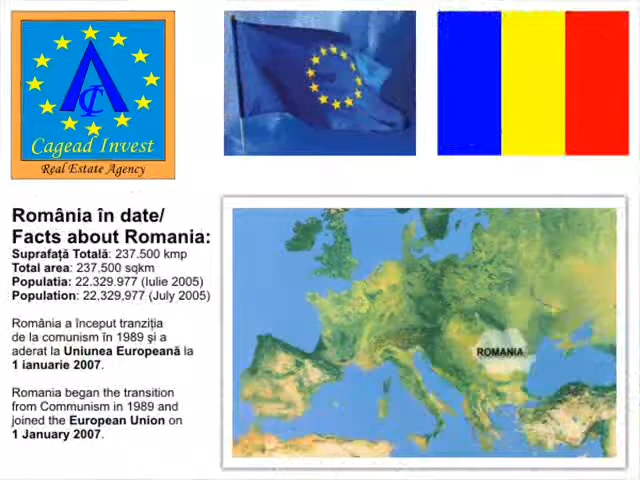 Cagead Invest
Real Estate Agency
România în date/
Facts about Romania:
Suprafață Totală: 237.500 kmp
Total area: 237,500 sqkm
Populatia: 22.329.977 (Iulie 2005)
Population: 22,329,977 (July 2005)
România a început tranziția
de la comunism în 1989 și a
aderat la Uniunea Europeană la
1 ianuarie 2007.
Romania began the transition
from Communism in 1989 and
joined the European Union on
1 January 2007.
ROMANIA